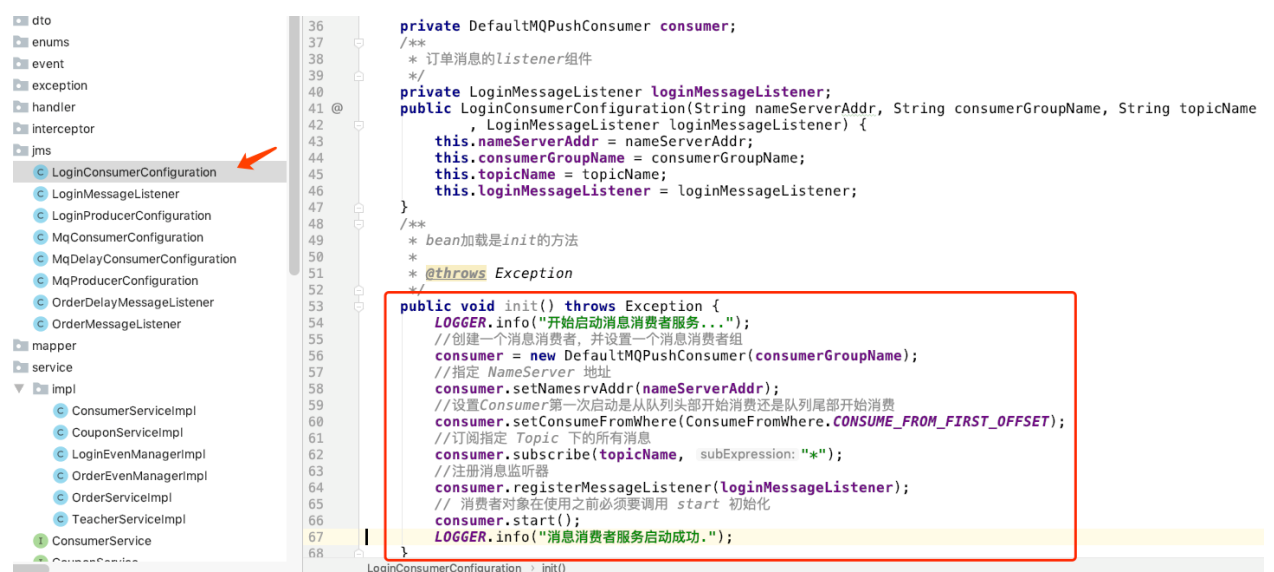 dto
enums
event
exception
handler
interceptor
jms
LoginConsumerConfiguration
LoginMessageListener
LoginProducerConfiguration
MqConsumerConfiguration
MqDelayConsumerConfiguration
MqProducerConfiguration
OrderDelayMessageListener
OrderMessageListener
mapper
service
impl
ConsumerServiceImpl
CouponServiceImpl
LoginEvenManagerImpl
OrderEvenManagerImpl
OrderServiceImpl
TeacherServiceImpl
ConsumerService
CouponService
36 private DefaultMQPushConsumer consumer;
37 /**
38 * 订单消息的listener组件
39 */
40 private LoginMessageListener loginMessageListener;
41 @ public LoginConsumerConfiguration(String nameServerAddr, String consumerGroupName, String topicName
42 , LoginMessageListener loginMessageListener) {
43 this.nameServerAddr = nameServerAddr;
44 this.consumerGroupName = consumerGroupName;
45 this.topicName = topicName;
46 this.loginMessageListener = loginMessageListener;
47 }
48 /**
49 * bean加载是init的方法
50 *
51 * @throws Exception
52 */
53 public void init() throws Exception {
54 LOGGER.info("开始启动消息消费者服务...");
55 //创建一个消息消费者，并设置一个消息消费者组
56 consumer = new DefaultMQPushConsumer(consumerGroupName);
57 //指定 NameServer 地址
58 consumer.setNamesrvAddr(nameServerAddr);
59 //设置Consumer第一次启动是从队列头部开始消费还是队列尾部开始消费
60 consumer.setConsumeFromWhere(ConsumeFromWhere.CONSUME_FROM_FIRST_OFFSET);
61 //订阅指定 Topic 下的所有消息
62 consumer.subscribe(topicName, subExpression: "*");
63 //注册消息监听器
64 consumer.registerMessageListener(loginMessageListener);
65 // 消费者对象在使用之前必须要调用 start 初始化
66 consumer.start();
67 LOGGER.info("消息消费者服务启动成功.");
68 }
LoginConsumerConfiguration › init()